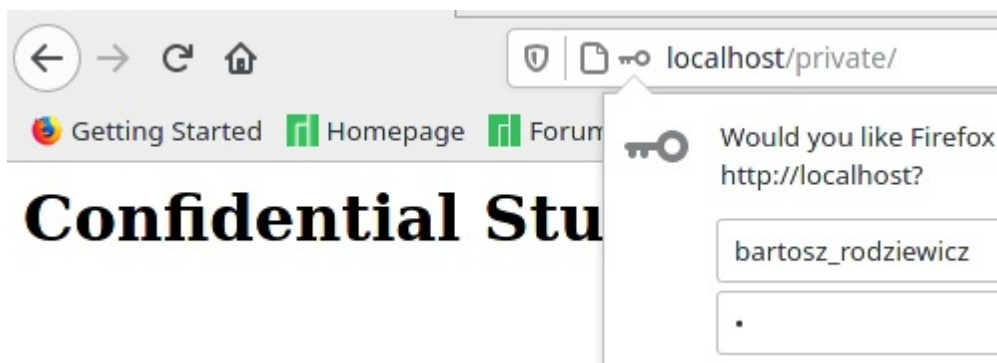 localhost/private/
Getting Started Homepage Forum
Would you like Firefox
http://localhost?
Confidential Stu
bartosz_rodziewicz